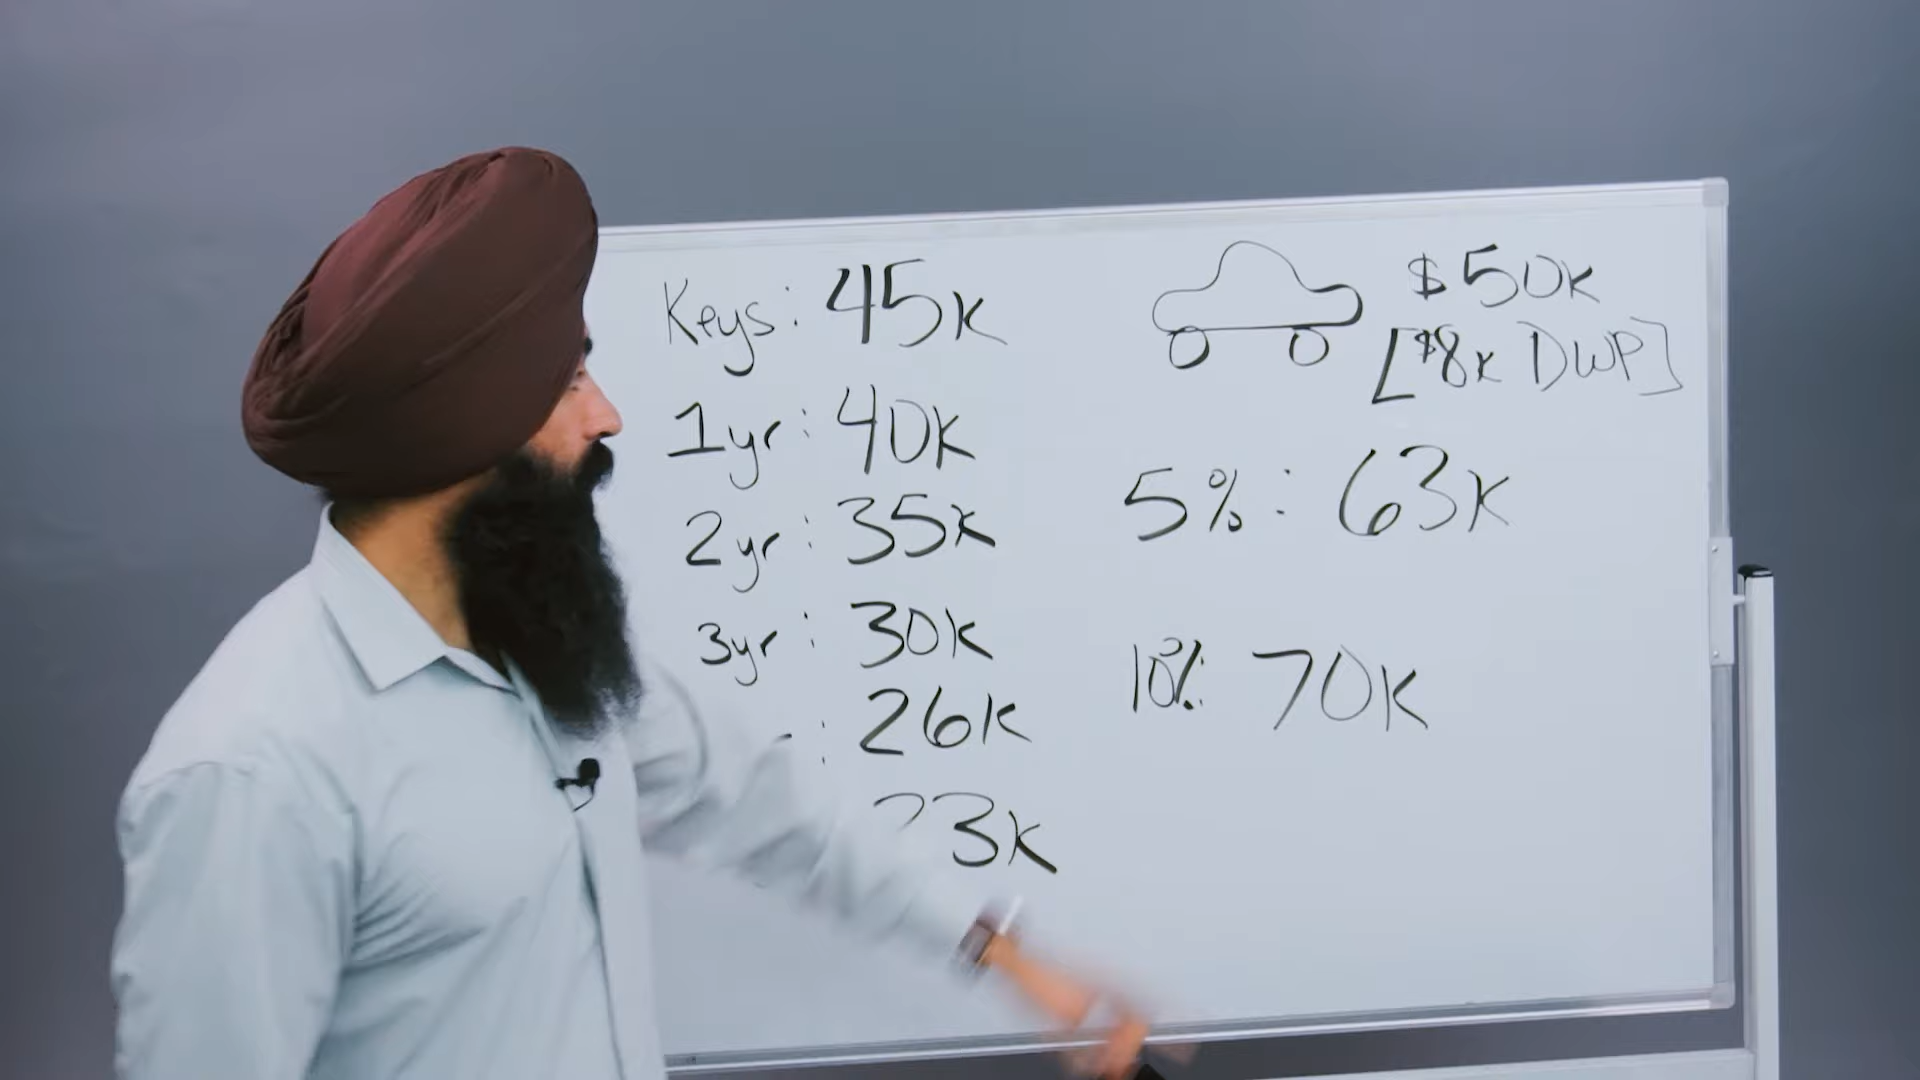 Keys: 45k
1yr: 40k
2yr: 35k
3yr: 30k
: 26k
3k
$50k
[$8k DWP]
5%: 63k
10%: 70k